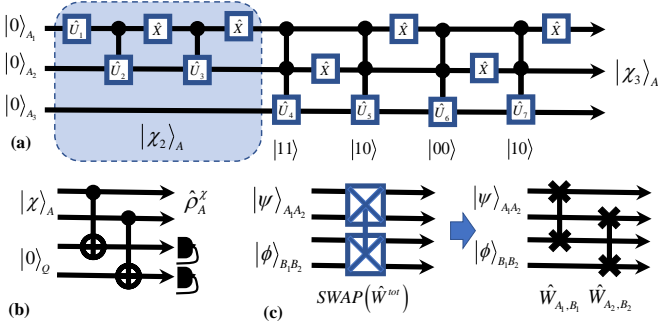 |0⟩_{A_1} Û_1 X̂ X̂
|0⟩_{A_2} Û_2 Û_3 X̂ X̂ X̂ X̂ |χ_3⟩_A
|0⟩_{A_3} Û_4 Û_5 Û_6 Û_7
|χ_2⟩_A
(a) |11⟩ |10⟩ |00⟩ |10⟩
|χ⟩_A ρ̂_A^χ
|0⟩_Q
(b)
|ψ⟩_{A_1A_2} |ψ⟩_{A_1A_2}
|ϕ⟩_{B_1B_2} |ϕ⟩_{B_1B_2}
(c) SWAP(Ŵ^{tot}) Ŵ_{A_1,B_1} Ŵ_{A_2,B_2}